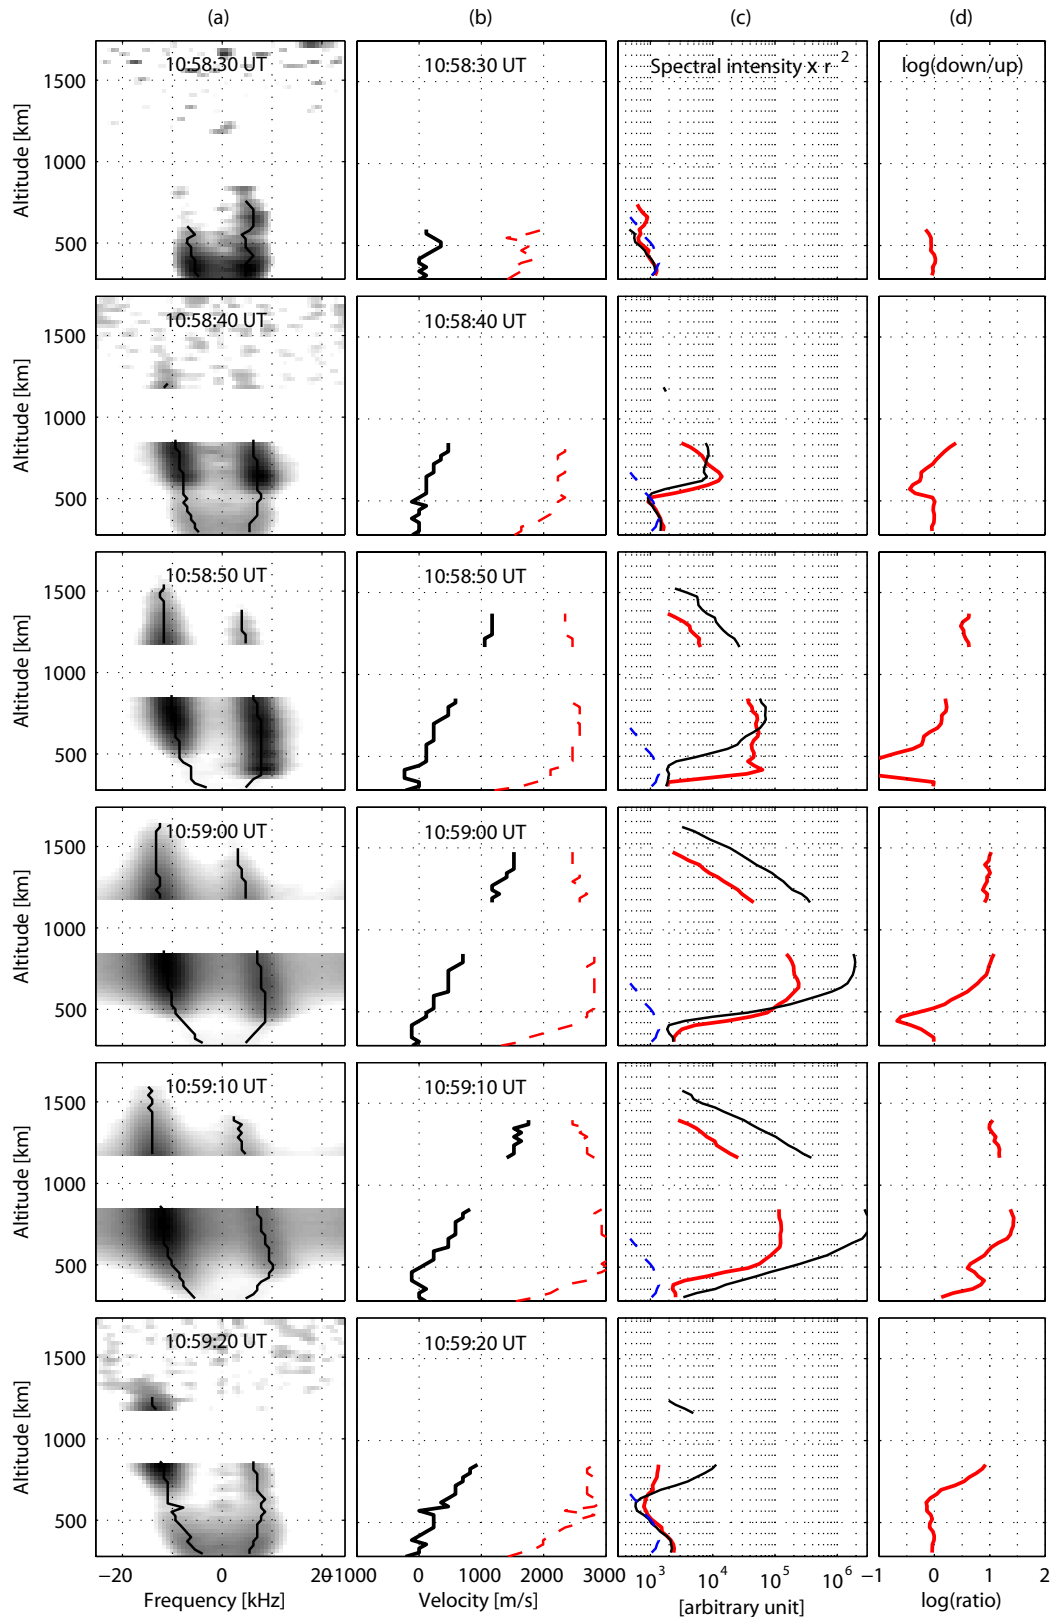 (a) (b) (c) (d)
10:58:30 UT 10:58:30 UT Spectral intensity x r 2 log(down/up)
1500
1000
500
Altitude [km]
10:58:40 UT 10:58:40 UT
1500
1000
500
Altitude [km]
10:58:50 UT 10:58:50 UT
1500
1000
500
Altitude [km]
10:59:00 UT 10:59:00 UT
1500
1000
500
Altitude [km]
10:59:10 UT 10:59:10 UT
1500
1000
500
Altitude [km]
10:59:20 UT 10:59:20 UT
1500
1000
500
Altitude [km]
−20 −10 0 10 20 −1000 0 1000 2000 3000 10^3 10^4 10^5 10^6 −1 0 1 2
Frequency [kHz] Velocity [m/s] [arbitrary unit] log(ratio)